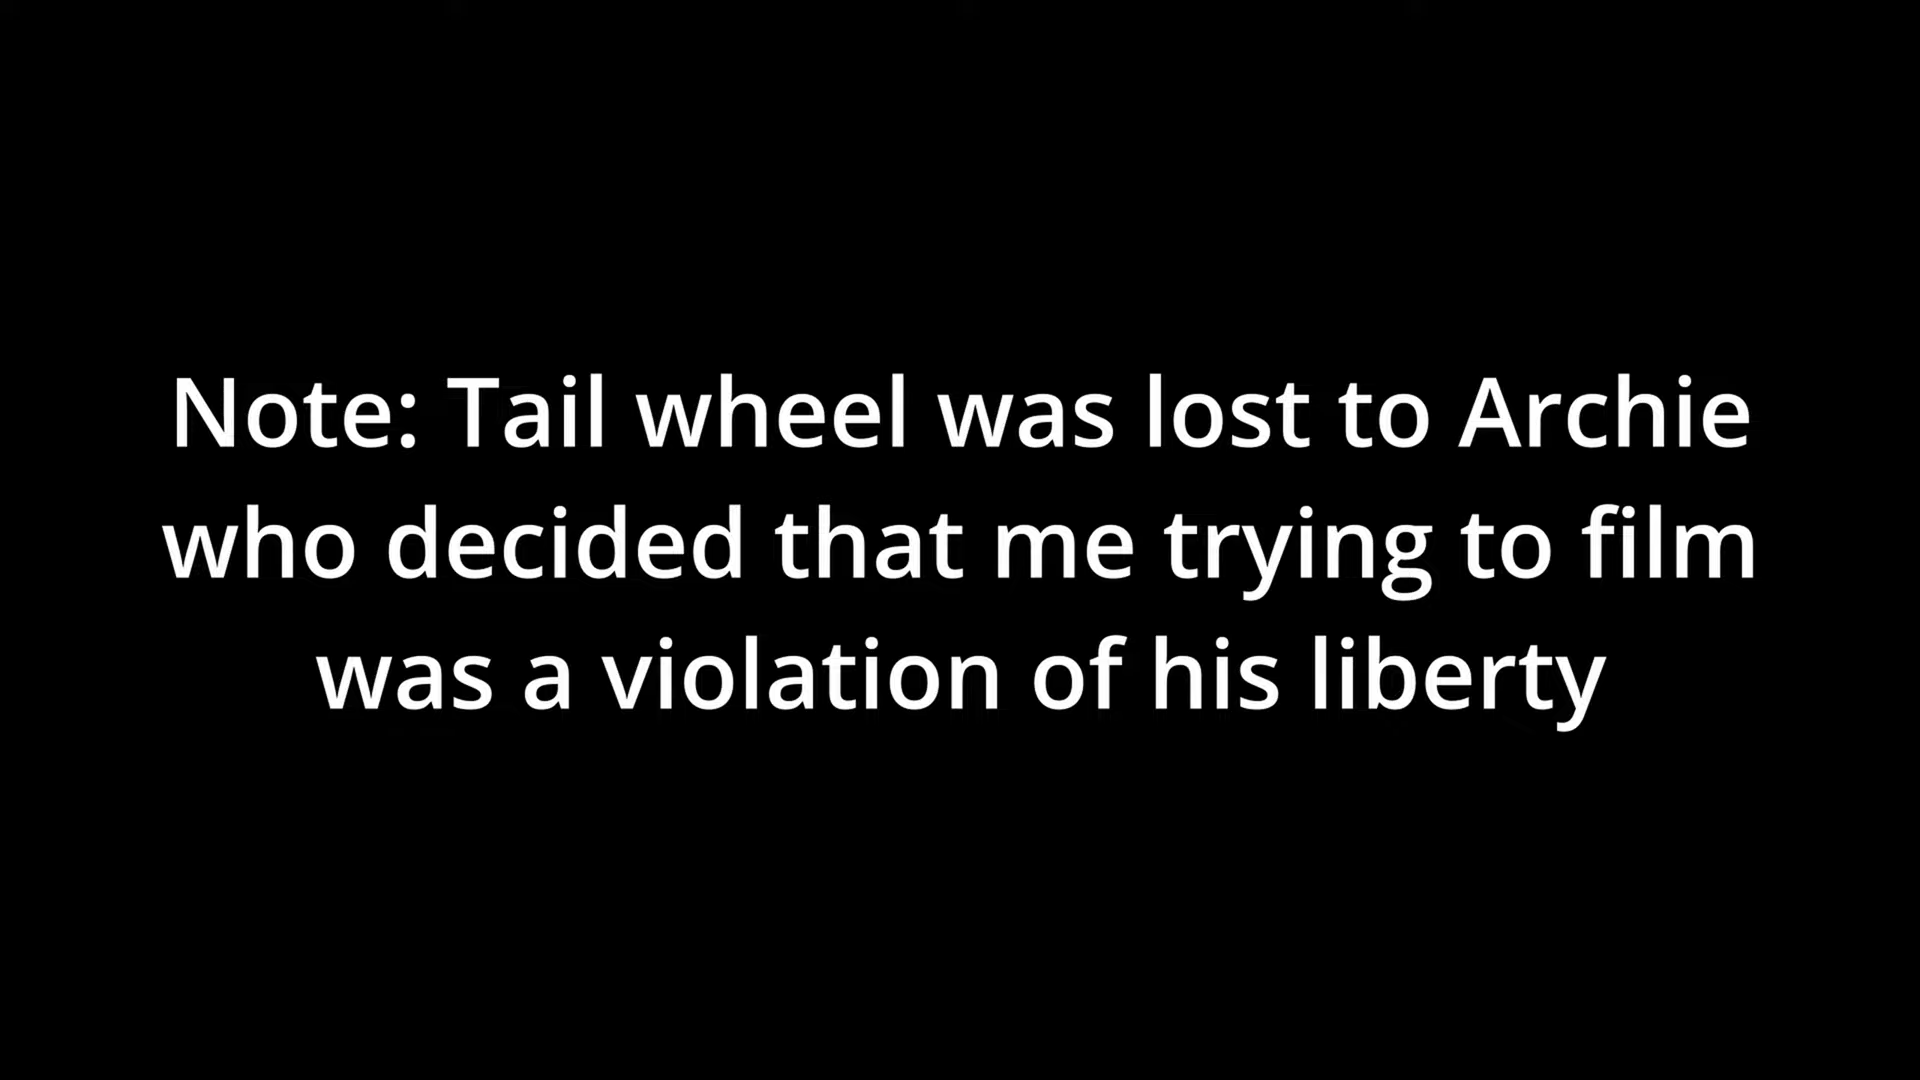 Note: Tail wheel was lost to Archie
who decided that me trying to film
was a violation of his liberty